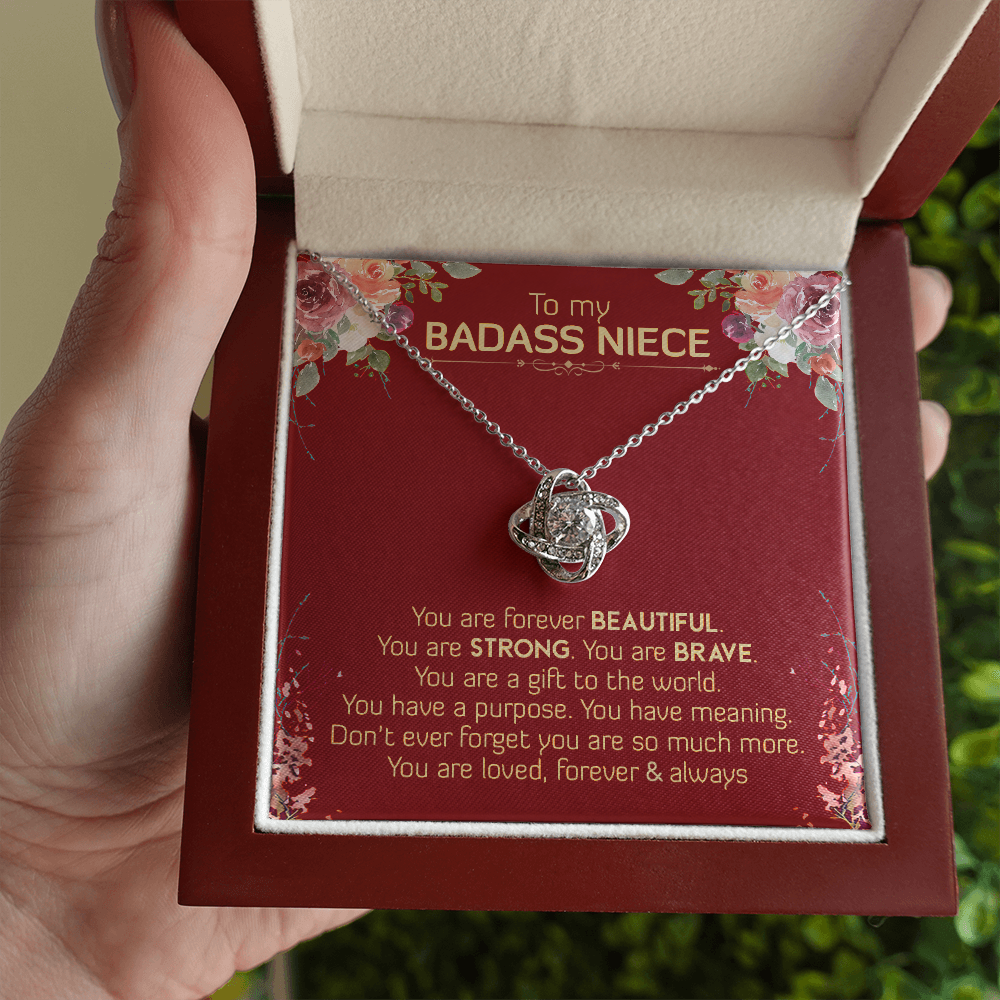 To my
BADASS NIECE
You are forever BEAUTIFUL.
You are STRONG. You are BRAVE.
You are a gift to the world.
You have a purpose. You have meaning.
Don't ever forget you are so much more.
You are loved, forever & always